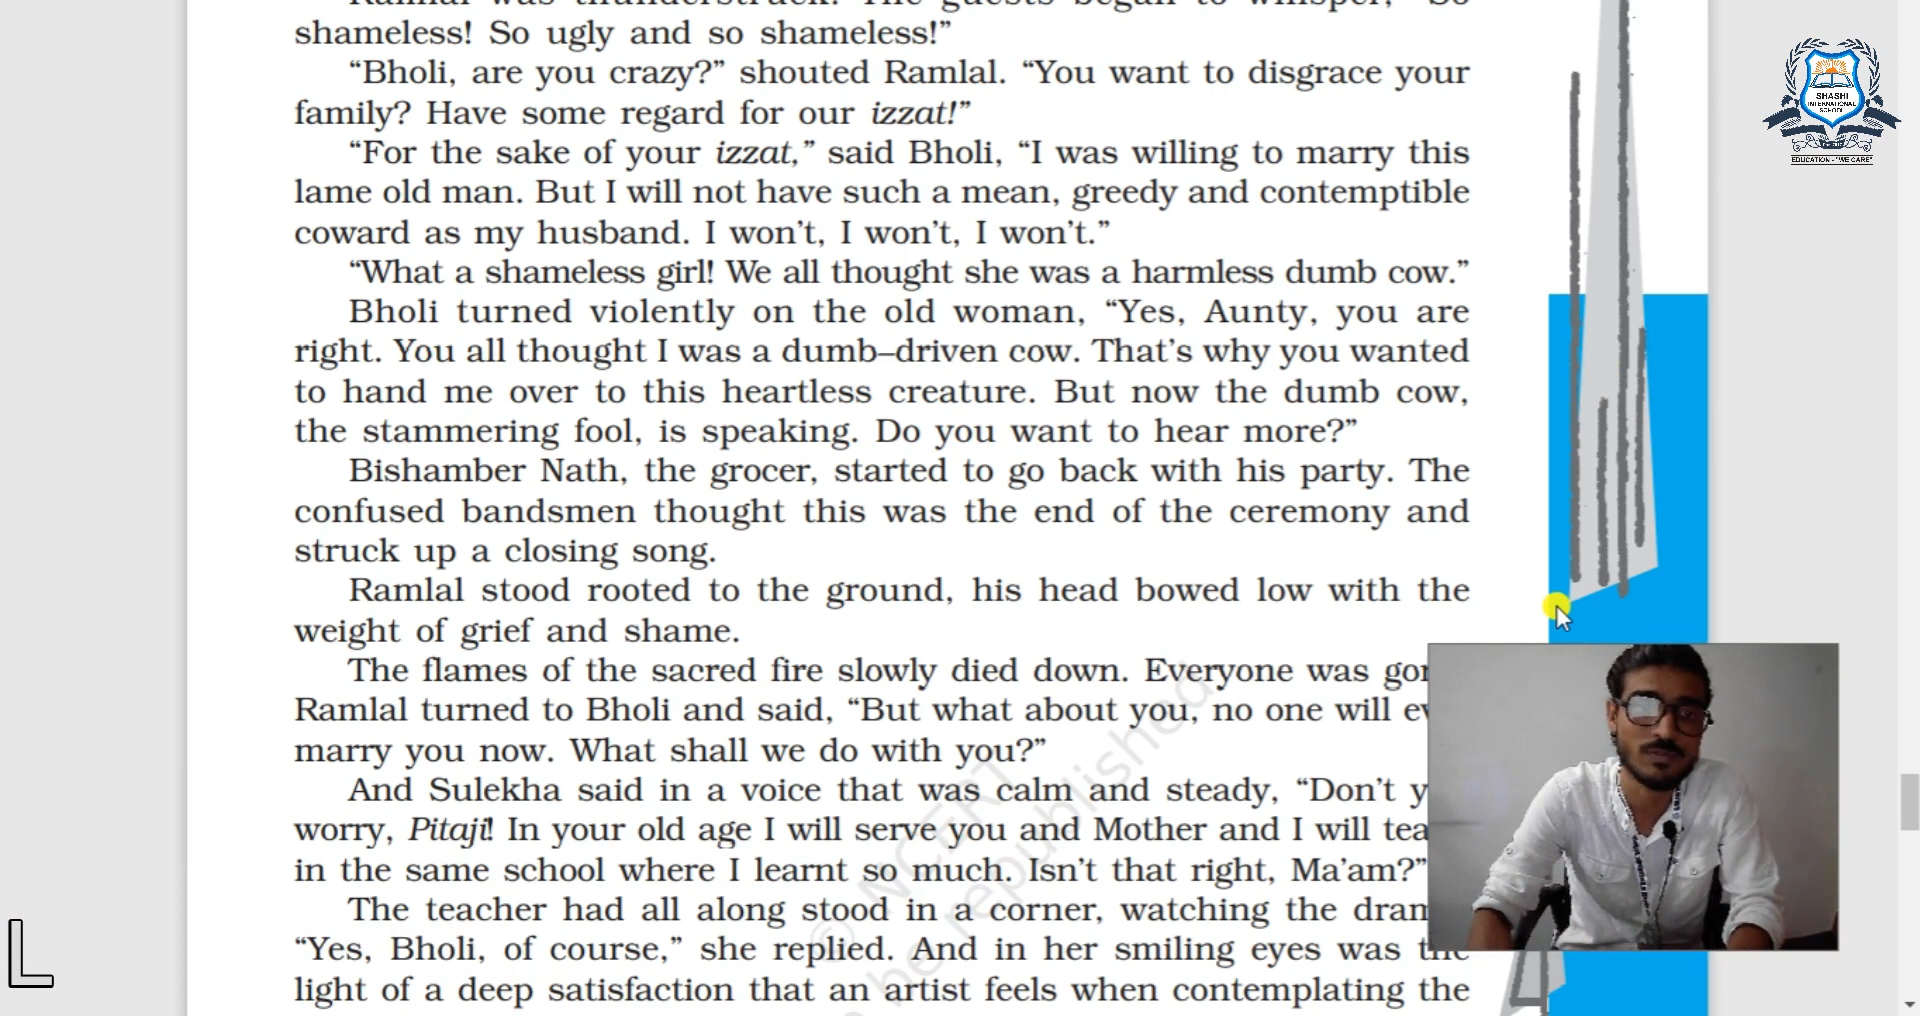 shameless! So ugly and so shameless!”
“Bholi, are you crazy?” shouted Ramlal. “You want to disgrace your
family? Have some regard for our izzat!”
“For the sake of your izzat,” said Bholi, “I was willing to marry this
lame old man. But I will not have such a mean, greedy and contemptible
coward as my husband. I won’t, I won’t, I won’t.”
“What a shameless girl! We all thought she was a harmless dumb cow.”
Bholi turned violently on the old woman, “Yes, Aunty, you are
right. You all thought I was a dumb–driven cow. That’s why you wanted
to hand me over to this heartless creature. But now the dumb cow,
the stammering fool, is speaking. Do you want to hear more?”
Bishamber Nath, the grocer, started to go back with his party. The
confused bandsmen thought this was the end of the ceremony and
struck up a closing song.
Ramlal stood rooted to the ground, his head bowed low with the
weight of grief and shame.
The flames of the sacred fire slowly died down. Everyone was
Ramlal turned to Bholi and said, “But what about you, no one will
marry you now. What shall we do with you?”
And Sulekha said in a voice that was calm and steady, “Don’t
worry, Pitaji! In your old age I will serve you and Mother and I will
in the same school where I learnt so much. Isn’t that right, Ma’am?”
The teacher had all along stood in a corner, watching the
“Yes, Bholi, of course,” she replied. And in her smiling eyes was the
light of a deep satisfaction that an artist feels when contemplating the
© NCERT
be republished
SHASHI
INTERNATIONAL
SCHOOL
EDUCATION - "WE CARE"
L